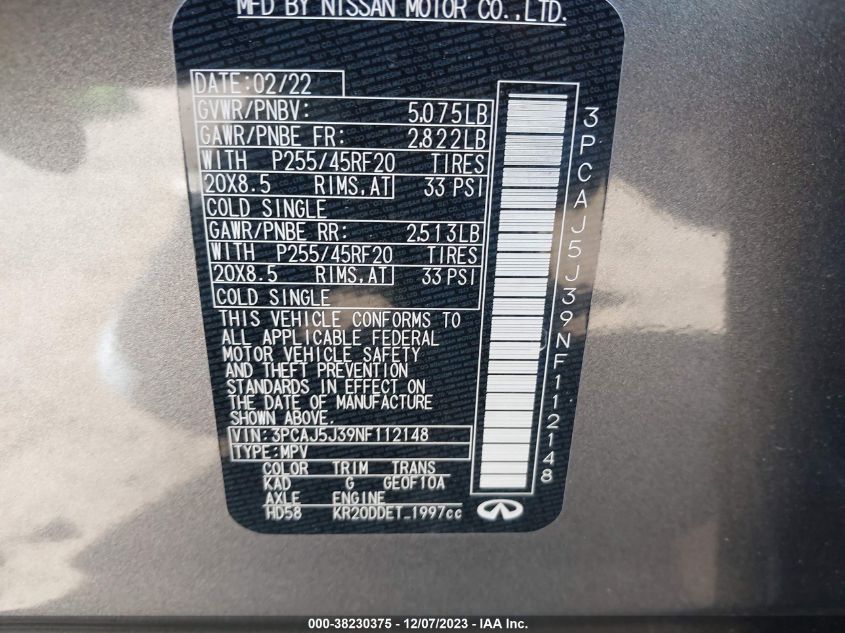 MFD BY NISSAN MOTOR CO.,LTD.
DATE:02/22
GVWR/PNBV: 5,075LB
GAWR/PNBE FR: 2,822LB
WITH P255/45RF20 TIRES
20X8.5 RIMS,AT 33 PSI
COLD SINGLE
GAWR/PNBE RR: 2,513LB
WITH P255/45RF20 TIRES
20X8.5 RIMS,AT 33 PSI
COLD SINGLE
THIS VEHICLE CONFORMS TO
ALL APPLICABLE FEDERAL
MOTOR VEHICLE SAFETY
AND THEFT PREVENTION
STANDARDS IN EFFECT ON
THE DATE OF MANUFACTURE
SHOWN ABOVE.
VIN:3PCAJ5J39NF112148
TYPE:MPV
COLOR TRIM TRANS
KAD G GE0F10A
AXLE ENGINE
HD58 KR20DDET_1997cc
3PCAJ5J39NF112148
000-38230375 - 12/07/2023 - IAA Inc.